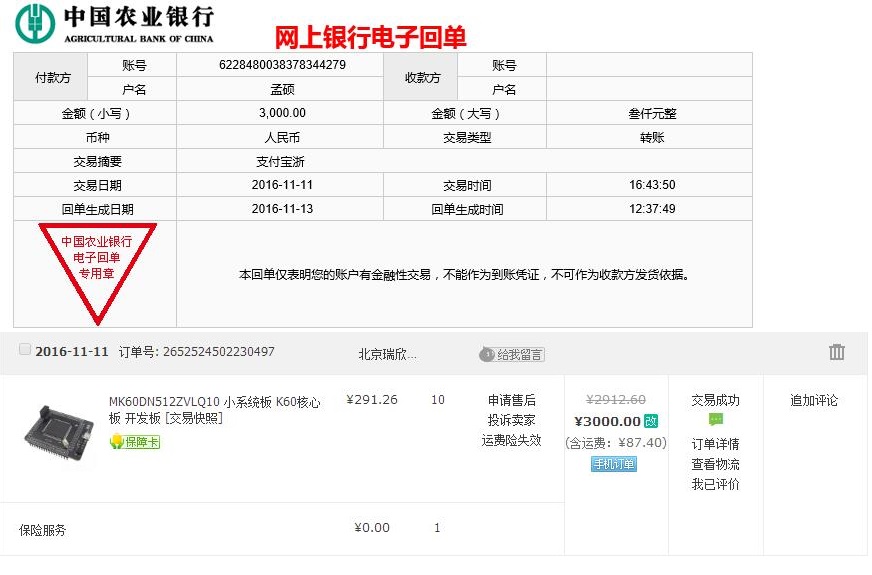 中国农业银行
AGRICULTURAL BANK OF CHINA
网上银行电子回单
付款方 账号 6228480038378344279 收款方 账号
户名 孟硕 户名
金额（小写） 3,000.00 金额（大写） 叁仟元整
币种 人民币 交易类型 转账
交易摘要 支付宝浙
交易日期 2016-11-11 交易时间 16:43:50
回单生成日期 2016-11-13 回单生成时间 12:37:49
中国农业银行
电子回单
专用章
本回单仅表明您的账户有金融性交易，不能作为到账凭证，不可作为收款方发货依据。
2016-11-11 订单号: 2652524502230497 北京瑞欣... 给我留言
MK60DN512ZVLQ10 小系统板 K60核心 ¥291.26 10 申请售后 ¥2912.60 交易成功 追加评论
板 开发板 [交易快照] 投诉卖家 ¥3000.00 改
保障卡 运费险失效 (含运费: ¥87.40) 订单详情
手机订单 查看物流
我已评价
保险服务 ¥0.00 1